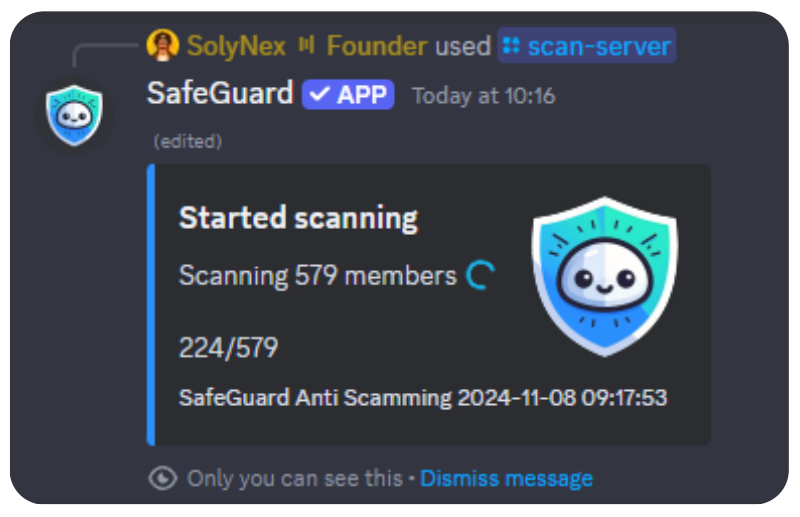 SolyNex Founder used scan-server
SafeGuard APP Today at 10:16
(edited)
Started scanning
Scanning 579 members
224/579
SafeGuard Anti Scamming 2024-11-08 09:17:53
Only you can see this • Dismiss message